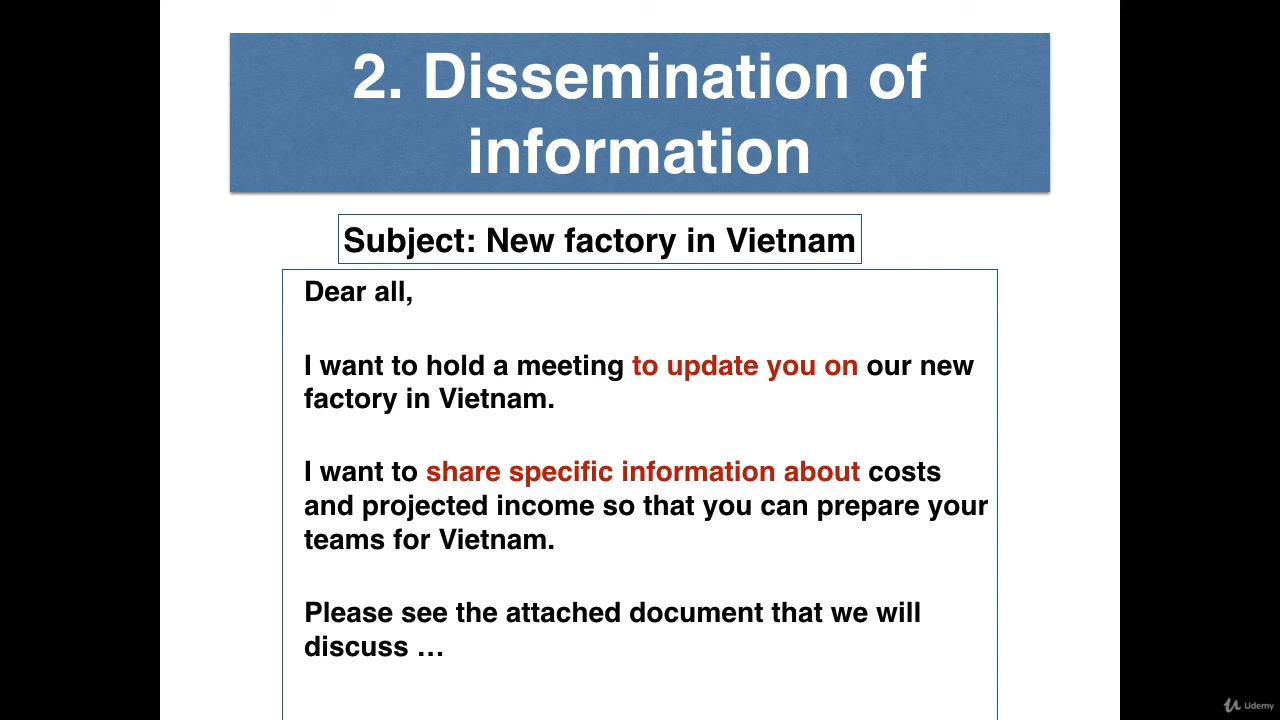 2. Dissemination of
information
Subject: New factory in Vietnam
Dear all,
I want to hold a meeting to update you on our new
factory in Vietnam.
I want to share specific information about costs
and projected income so that you can prepare your
teams for Vietnam.
Please see the attached document that we will
discuss …
Udemy